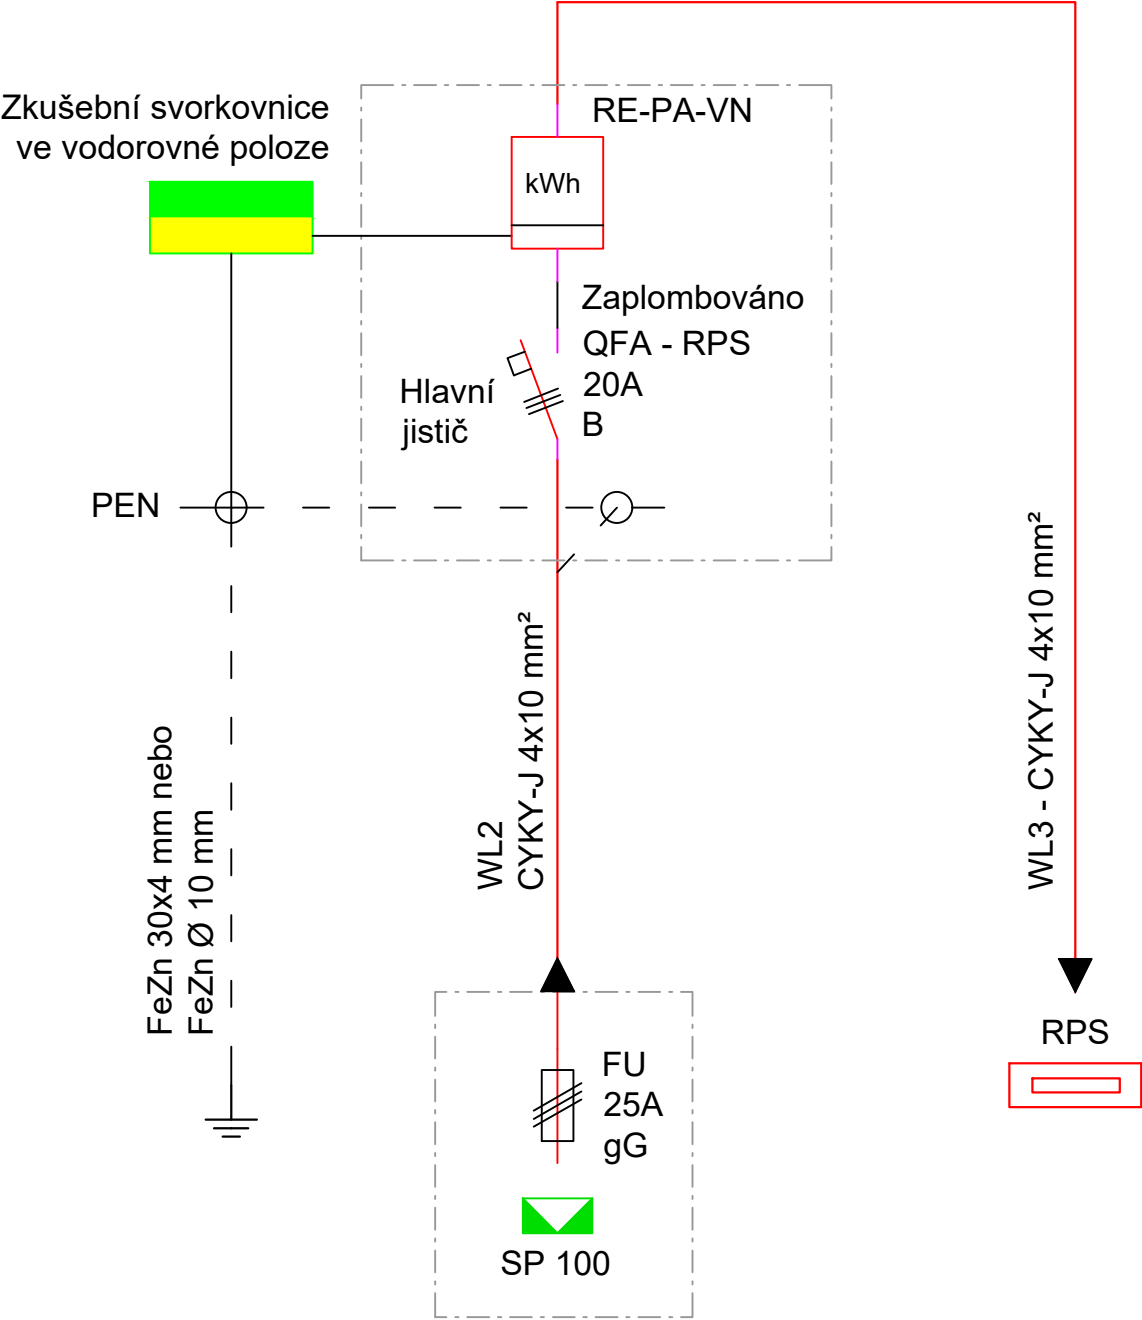 Zkušební svorkovnice
ve vodorovné poloze
RE-PA-VN
kWh
Zaplombováno
QFA - RPS
20A
B
Hlavní
jistič
PEN
WL2
CYKY-J 4x10 mm²
WL3 - CYKY-J 4x10 mm²
FeZn 30x4 mm nebo
FeZn Ø 10 mm
RPS
FU
25A
gG
SP 100